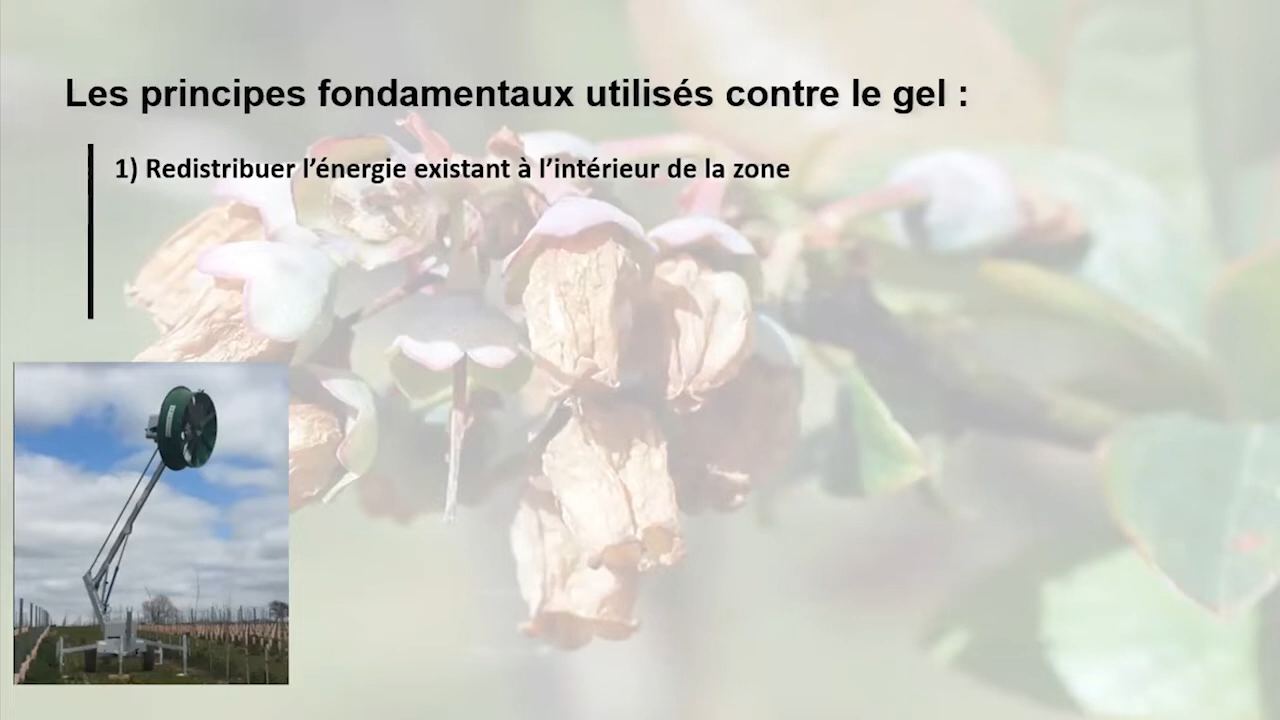 Les principes fondamentaux utilisés contre le gel :
1) Redistribuer l’énergie existant à l’intérieur de la zone